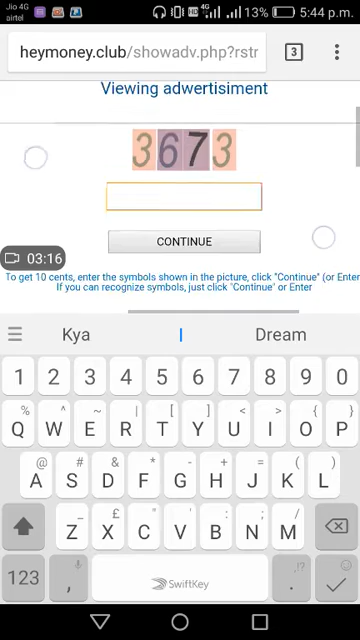 Jio 4G
airtel
HD 4G 13% 5:44 p.m.
heymoney.club/showadv.php?rstr
3
Viewing advertisiment
3673
03:16
CONTINUE
To get 10 cents, enter the symbols shown in the picture, click "Continue" (or Enter
If you can recognize symbols, just click "Continue" or Enter
Kya Dream
1 2 3 4 5 6 7 8 9 0
% ^ ~ | [ ] < > { }
Q W E R T Y U I O P
@ # & * - + = ( )
A S D F G H J K L
_ £ " : ; /
Z X C V B N M
123 , SwiftKey . ,!?